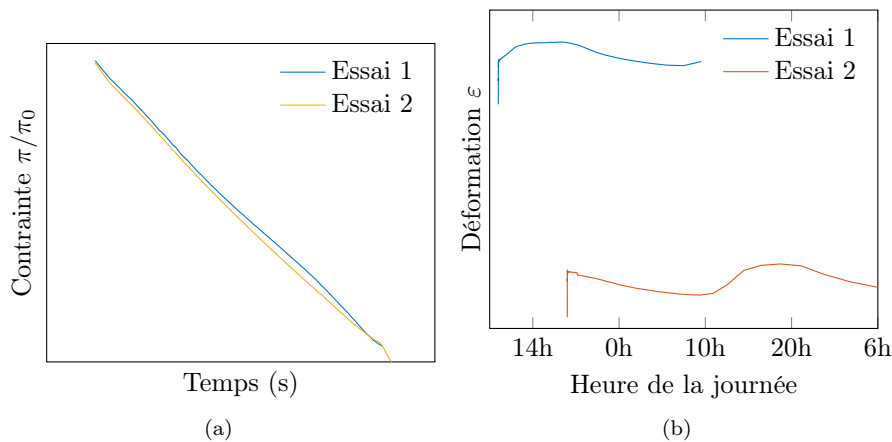 Contrainte π/π₀
Essai 1
Essai 2
Temps (s)
(a)
Déformation ε
Essai 1
Essai 2
14h 0h 10h 20h 6h
Heure de la journée
(b)